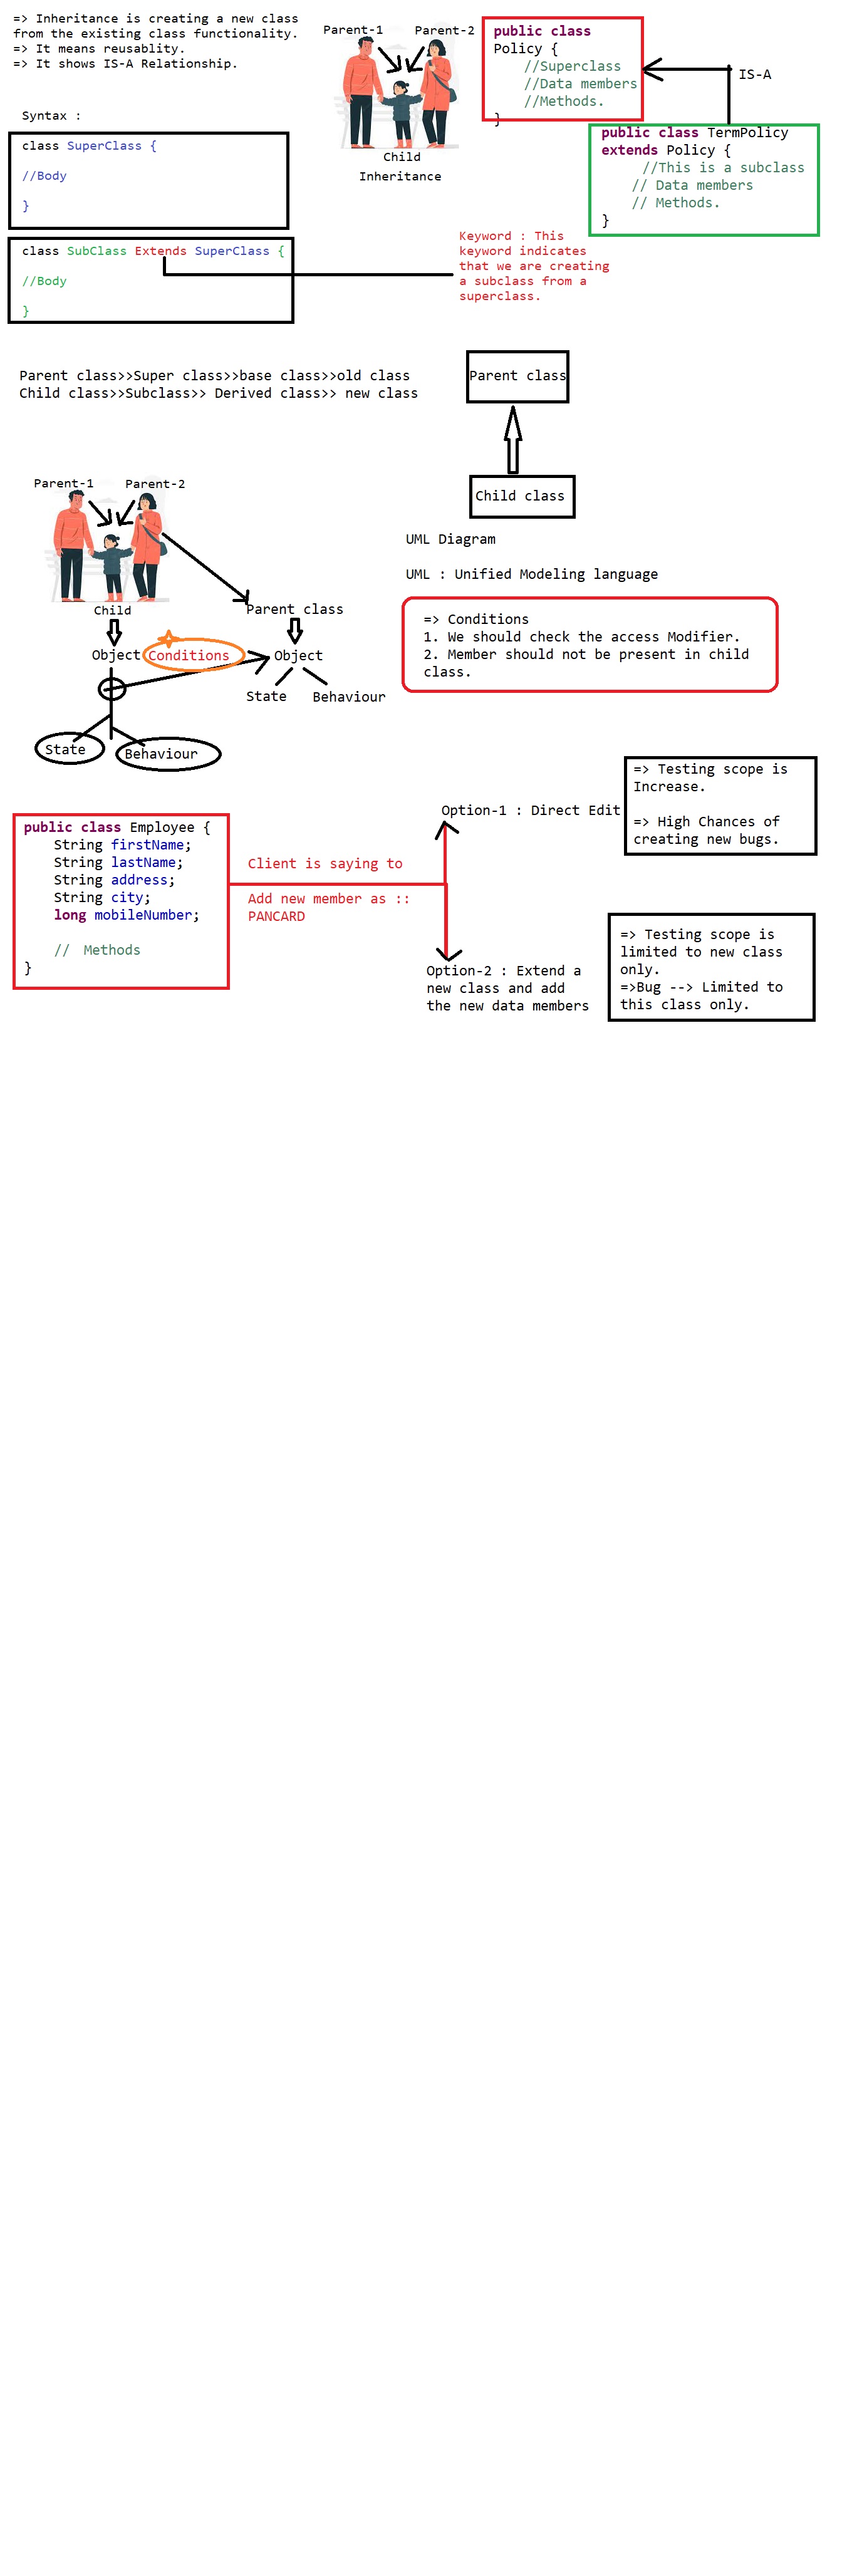 => Inheritance is creating a new class
from the existing class functionality.
=> It means reusablity.
=> It shows IS-A Relationship.
Parent-1
Parent-2
Child
Inheritance
public class
Policy {
//Superclass
//Data members
//Methods.
}
IS-A
public class TermPolicy
extends Policy {
//This is a subclass
// Data members
// Methods.
}
Syntax :
class SuperClass {
//Body
}
class SubClass Extends SuperClass {
//Body
}
Keyword : This
keyword indicates
that we are creating
a subclass from a
superclass.
Parent class>>Super class>>base class>>old class
Child class>>Subclass>> Derived class>> new class
Parent class
Child class
UML Diagram
UML : Unified Modeling language
Parent-1
Parent-2
Child
Parent class
Object
Conditions
Object
State
Behaviour
State
Behaviour
=> Conditions
1. We should check the access Modifier.
2. Member should not be present in child
class.
public class Employee {
String firstName;
String lastName;
String address;
String city;
long mobileNumber;
// Methods
}
Client is saying to
Add new member as ::
PANCARD
Option-1 : Direct Edit
=> Testing scope is
Increase.
=> High Chances of
creating new bugs.
Option-2 : Extend a
new class and add
the new data members
=> Testing scope is
limited to new class
only.
=>Bug --> Limited to
this class only.